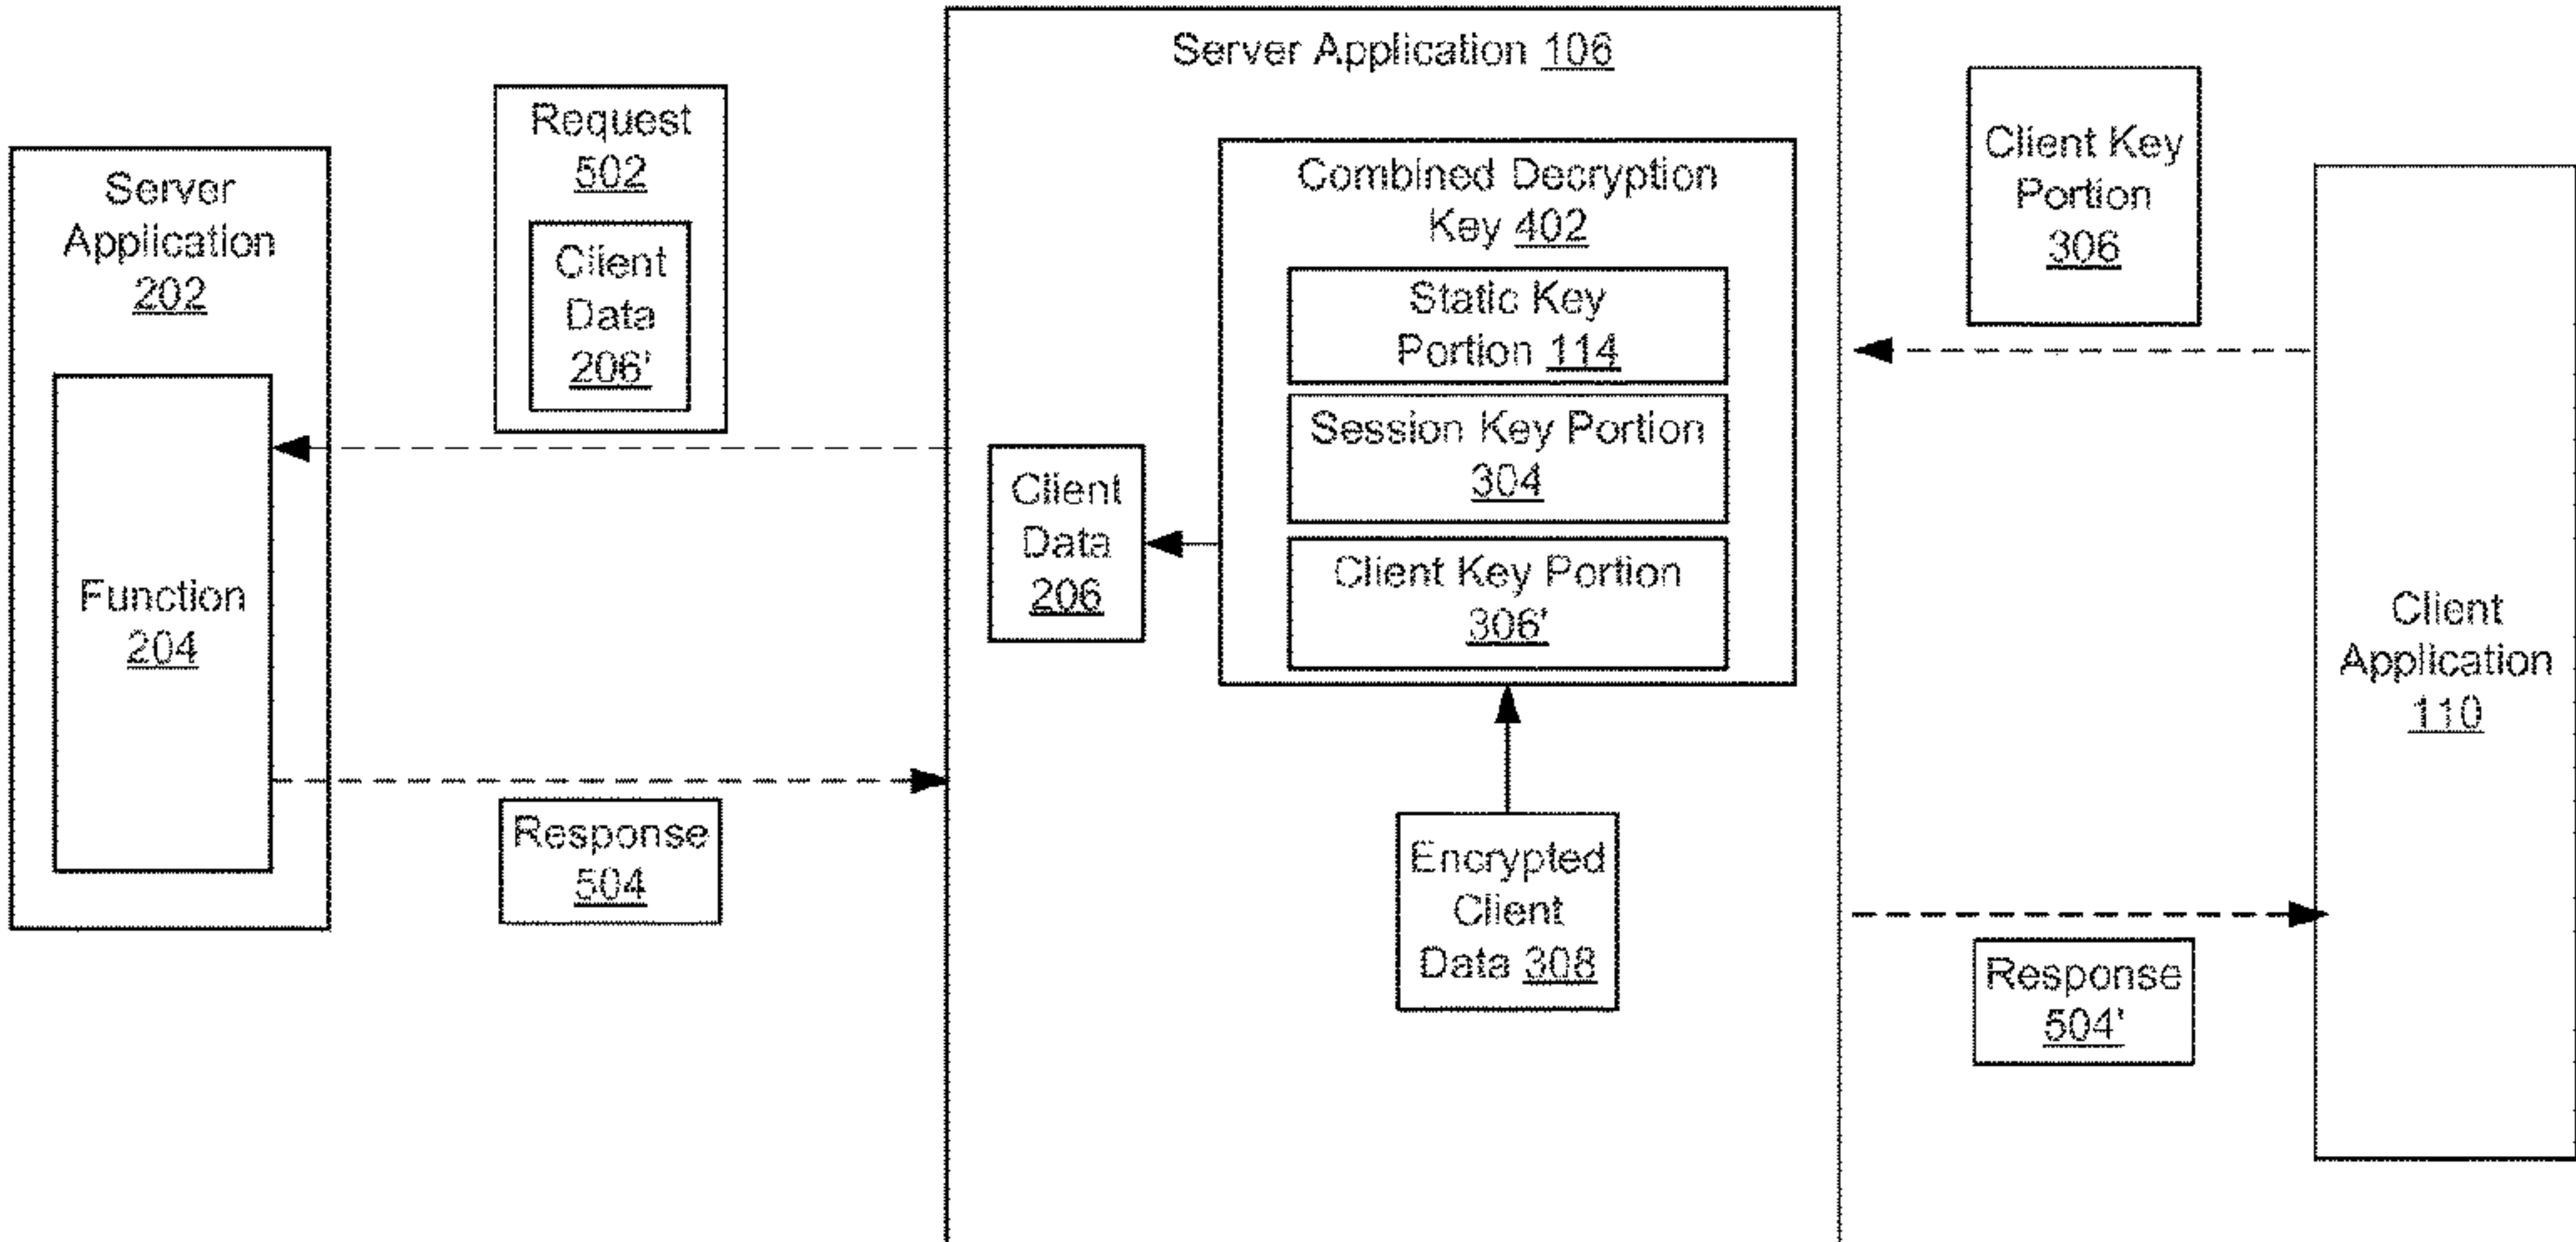 Server Application 106
Server
Application
202
Function
204
Request
502
Client
Data
206'
Response
504
Client
Data
206
Combined Decryption
Key 402
Static Key
Portion 114
Session Key Portion
304
Client Key Portion
306'
Encrypted
Client
Data 308
Client Key
Portion
306
Response
504'
Client
Application
110